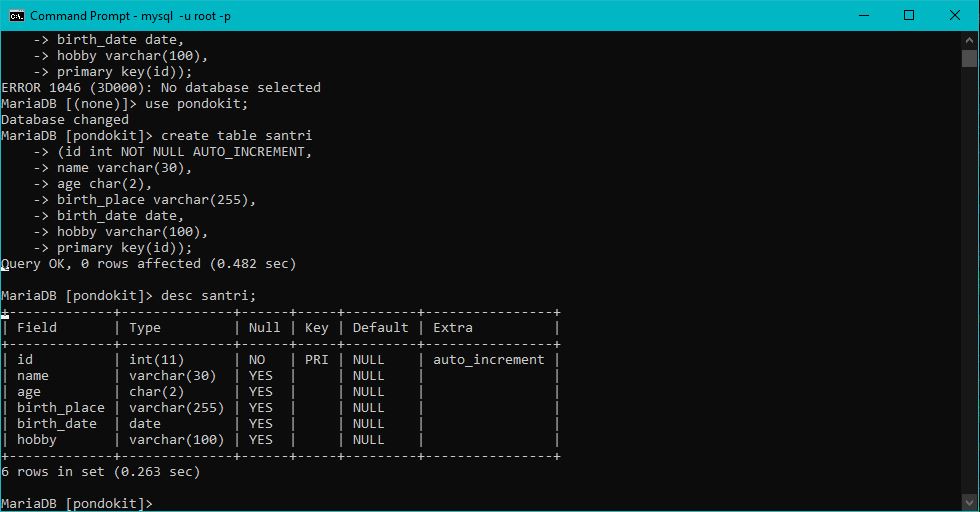 Command Prompt - mysql  -u root -p
    -> birth_date date,
    -> hobby varchar(100),
    -> primary key(id));
ERROR 1046 (3D000): No database selected
MariaDB [(none)]> use pondokit;
Database changed
MariaDB [pondokit]> create table santri
    -> (id int NOT NULL AUTO_INCREMENT,
    -> name varchar(30),
    -> age char(2),
    -> birth_place varchar(255),
    -> birth_date date,
    -> hobby varchar(100),
    -> primary key(id));
Query OK, 0 rows affected (0.482 sec)
MariaDB [pondokit]> desc santri;
+-------------+--------------+------+-----+---------+----------------+
| Field       | Type         | Null | Key | Default | Extra          |
+-------------+--------------+------+-----+---------+----------------+
| id          | int(11)      | NO   | PRI | NULL    | auto_increment |
| name        | varchar(30)  | YES  |     | NULL    |                |
| age         | char(2)      | YES  |     | NULL    |                |
| birth_place | varchar(255) | YES  |     | NULL    |                |
| birth_date  | date         | YES  |     | NULL    |                |
| hobby       | varchar(100) | YES  |     | NULL    |                |
+-------------+--------------+------+-----+---------+----------------+
6 rows in set (0.263 sec)
MariaDB [pondokit]>